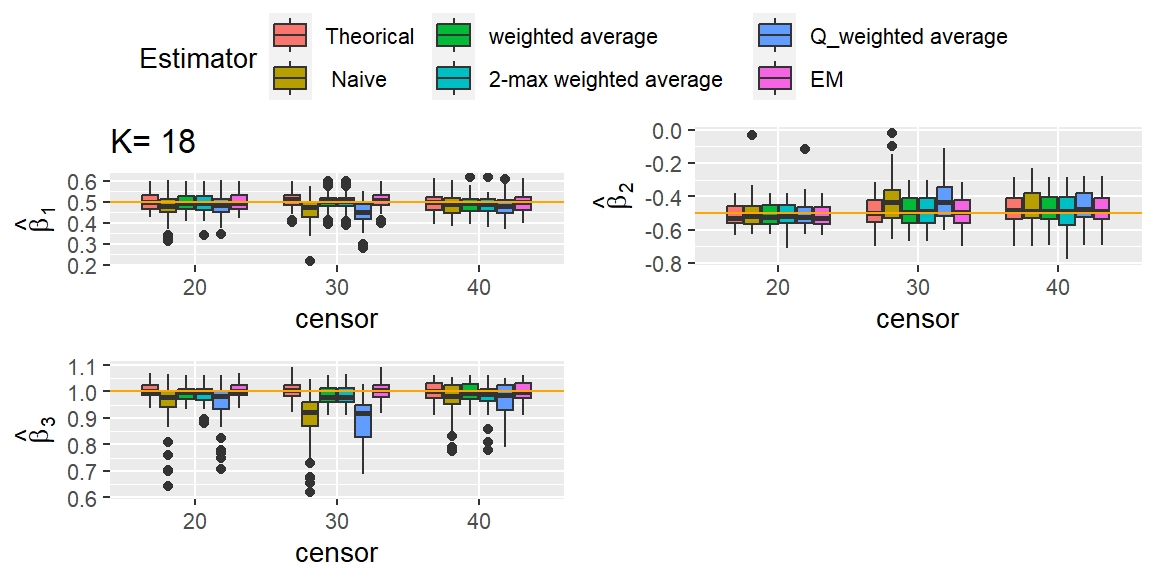 Estimator
Theorical
weighted average
Q_weighted average
Naive
2-max weighted average
EM
K= 18
0.6
0.5
0.4
0.3
0.2
β̂1
20
30
40
censor
0.0
-0.2
-0.4
-0.6
-0.8
β̂2
20
30
40
censor
1.1
1.0
0.9
0.8
0.7
0.6
β̂3
20
30
40
censor